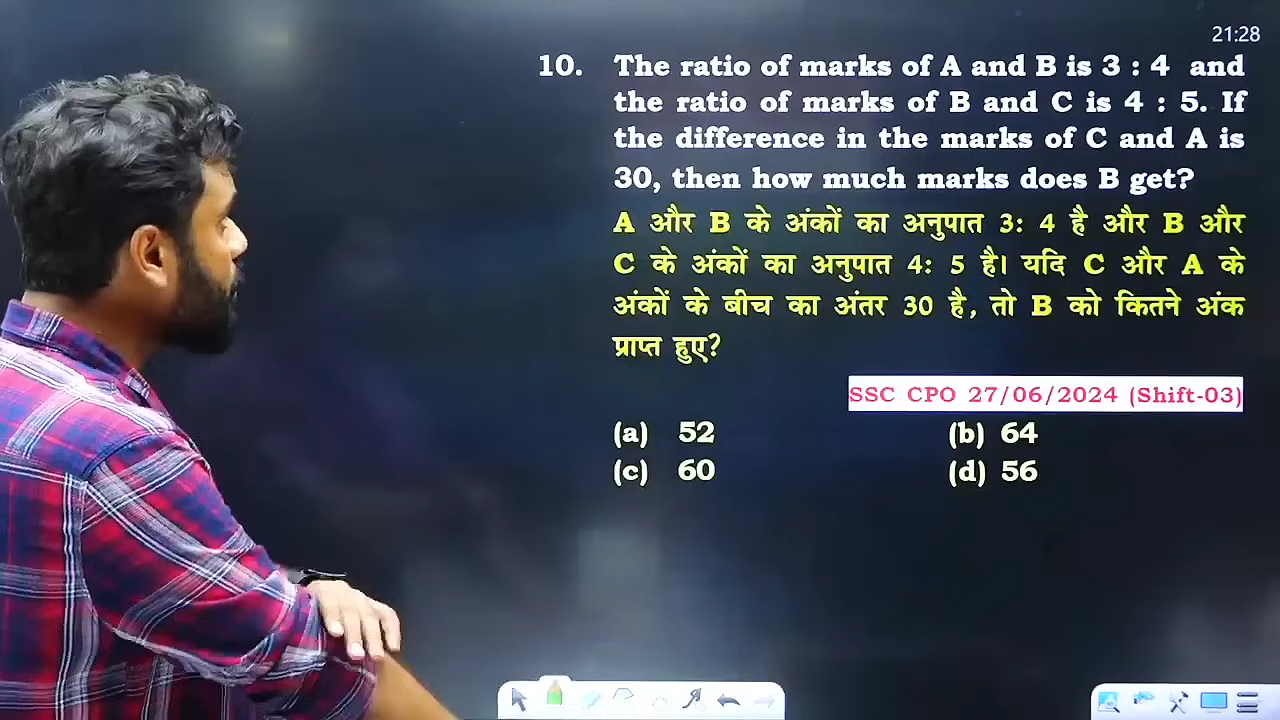 21:28
10. The ratio of marks of A and B is 3 : 4 and
the ratio of marks of B and C is 4 : 5. If
the difference in the marks of C and A is
30, then how much marks does B get?
A और B के अंकों का अनुपात 3: 4 है और B और
C के अंकों का अनुपात 4: 5 है। यदि C और A के
अंकों के बीच का अंतर 30 है, तो B को कितने अंक
प्राप्त हुए?
SSC CPO 27/06/2024 (Shift-03)
(a) 52 (b) 64
(c) 60 (d) 56